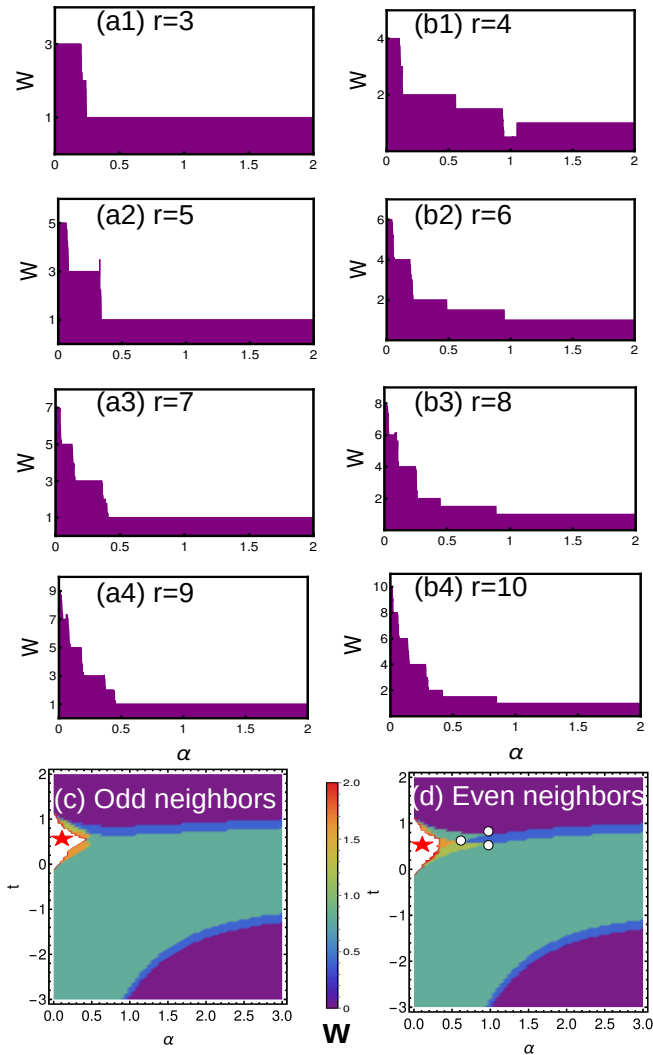 (a1) r=3
W
3
1
0 0.5 1 1.5 2
(b1) r=4
W
4
2
0 0.5 1 1.5 2
(a2) r=5
W
5
3
1
0 0.5 1 1.5 2
(b2) r=6
W
6
4
2
0 0.5 1 1.5 2
(a3) r=7
W
7
5
3
1
0 0.5 1 1.5 2
(b3) r=8
W
8
6
4
2
0 0.5 1 1.5 2
(a4) r=9
W
9
7
5
3
1
0 0.5 1 1.5 2
α
(b4) r=10
W
10
8
6
4
2
0 0.5 1 1.5 2
α
(c) Odd neighbors
t
2
1
0
−1
−2
−3
0.0 0.5 1.0 1.5 2.0 2.5 3.0
α
2.0
1.5
1.0
0.5
0
W
(d) Even neighbors
t
2
1
0
−1
−2
−3
0.0 0.5 1.0 1.5 2.0 2.5 3.0
α